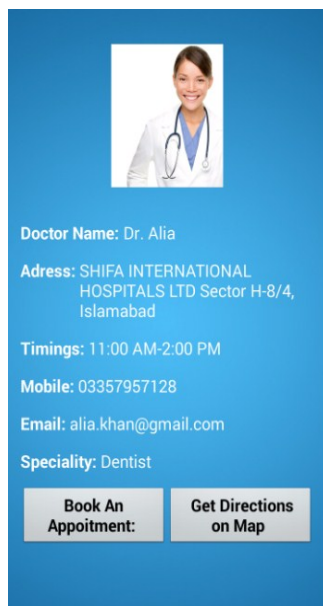 Doctor Name: Dr. Alia
Adress: SHIFA INTERNATIONAL
HOSPITALS LTD Sector H-8/4,
Islamabad
Timings: 11:00 AM-2:00 PM
Mobile: 03357957128
Email: alia.khan@gmail.com
Speciality: Dentist
Book An
Appoitment:
Get Directions
on Map